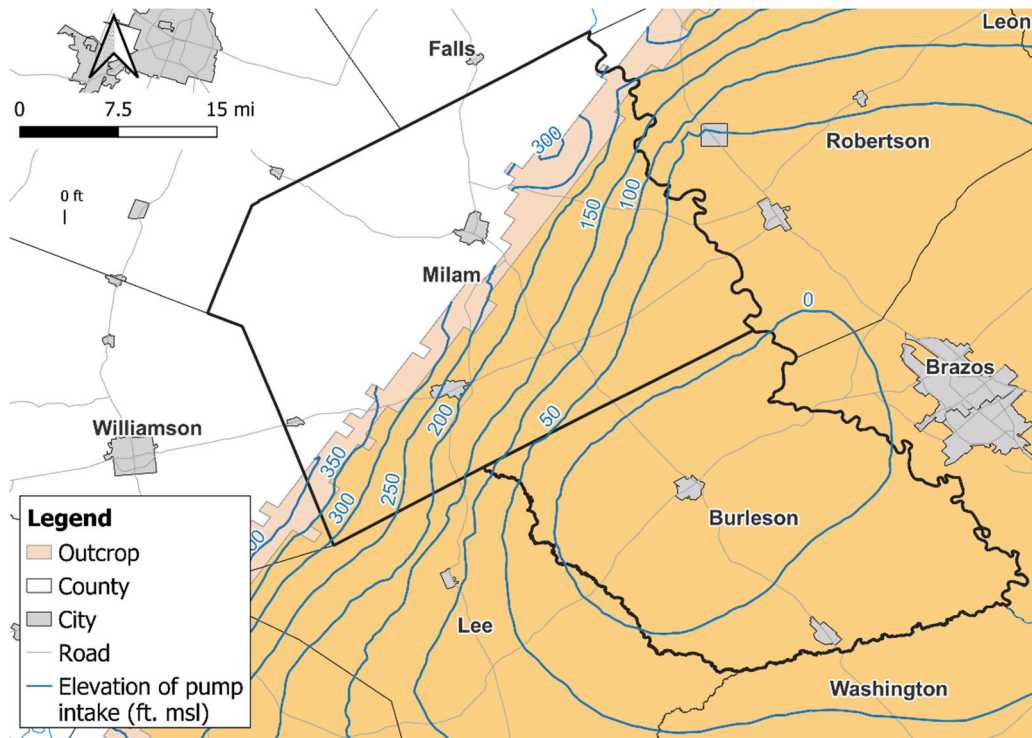 Leon
Falls
0 7.5 15 mi
300
Robertson
0 ft
150
100
Milam
0
Brazos
50
200
Williamson
350
250
300
00
Burleson
Lee
Washington
Legend
Outcrop
County
City
Road
Elevation of pump
intake (ft. msl)